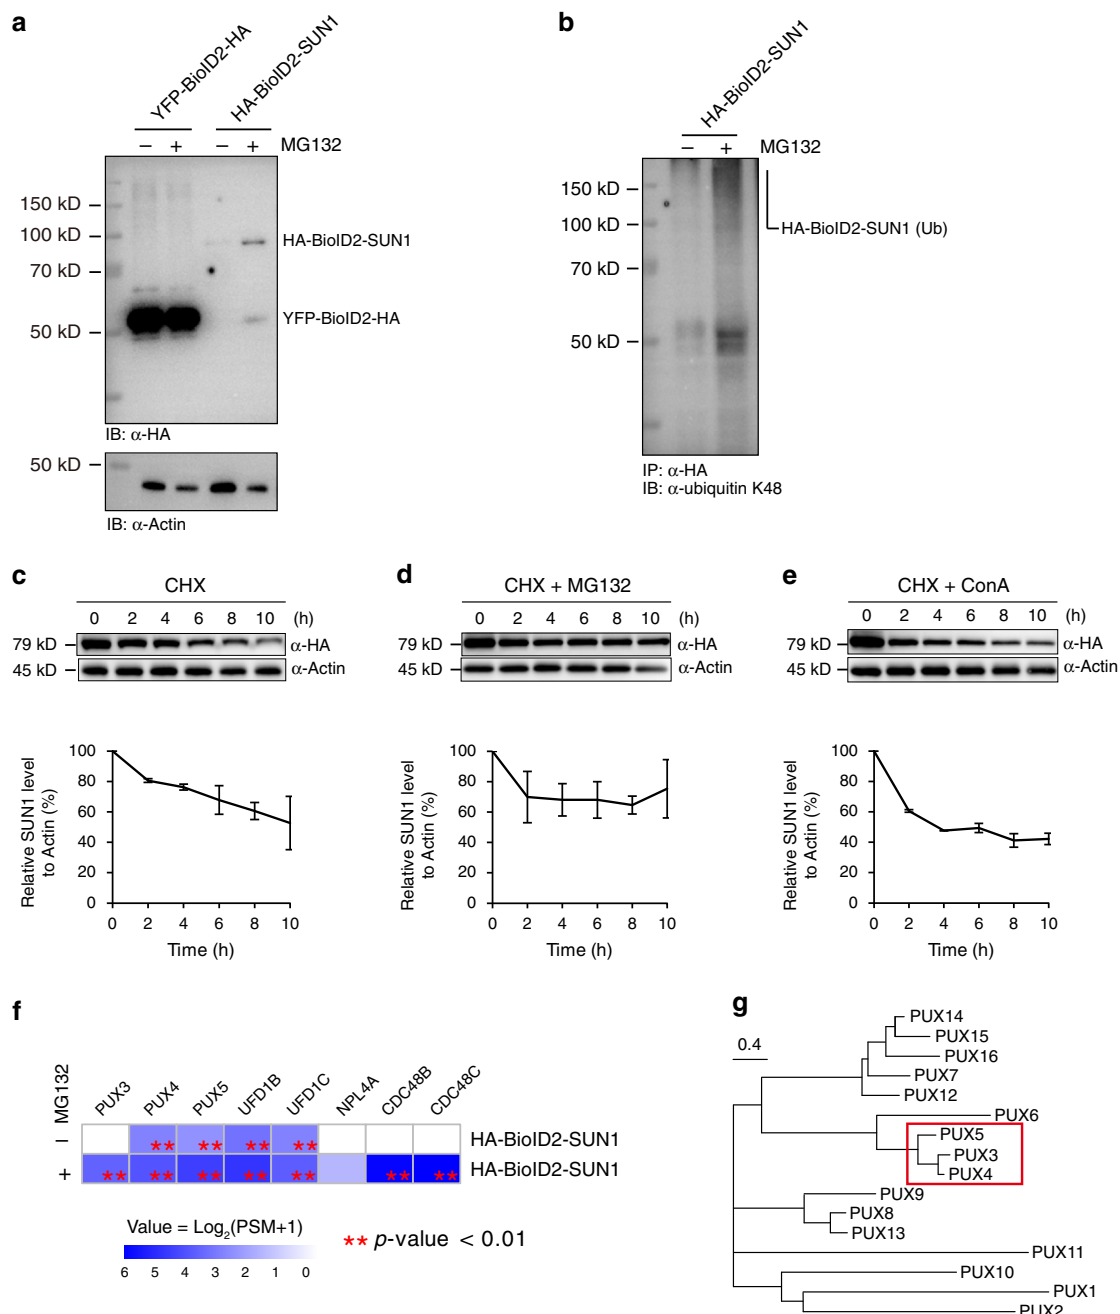 a
YFP-BioID2-HA
HA-BioID2-SUN1
– + – + MG132
150 kD
100 kD
70 kD
50 kD
HA-BioID2-SUN1
YFP-BioID2-HA
IB: α-HA
50 kD
IB: α-Actin
b
HA-BioID2-SUN1
– + MG132
150 kD
100 kD
70 kD
50 kD
HA-BioID2-SUN1 (Ub)
IP: α-HA
IB: α-ubiquitin K48
c
CHX
0 2 4 6 8 10 (h)
79 kD
α-HA
45 kD
α-Actin
Relative SUN1 level
to Actin (%)
100
80
60
40
20
0
0 2 4 6 8 10
Time (h)
d
CHX + MG132
0 2 4 6 8 10 (h)
79 kD
α-HA
45 kD
α-Actin
Relative SUN1 level
to Actin (%)
100
80
60
40
20
0
0 2 4 6 8 10
Time (h)
e
CHX + ConA
0 2 4 6 8 10 (h)
79 kD
α-HA
45 kD
α-Actin
Relative SUN1 level
to Actin (%)
100
80
60
40
20
0
0 2 4 6 8 10
Time (h)
f
MG132
PUX3 PUX4 PUX5 UFD1B UFD1C NPL4A CDC48B CDC48C
– ** ** ** ** HA-BioID2-SUN1
+ ** ** ** ** ** ** ** HA-BioID2-SUN1
Value = Log2(PSM+1)
6 5 4 3 2 1 0
** p-value < 0.01
g
0.4
PUX14
PUX15
PUX16
PUX7
PUX12
PUX6
PUX5
PUX3
PUX4
PUX9
PUX8
PUX13
PUX11
PUX10
PUX1
PUX2